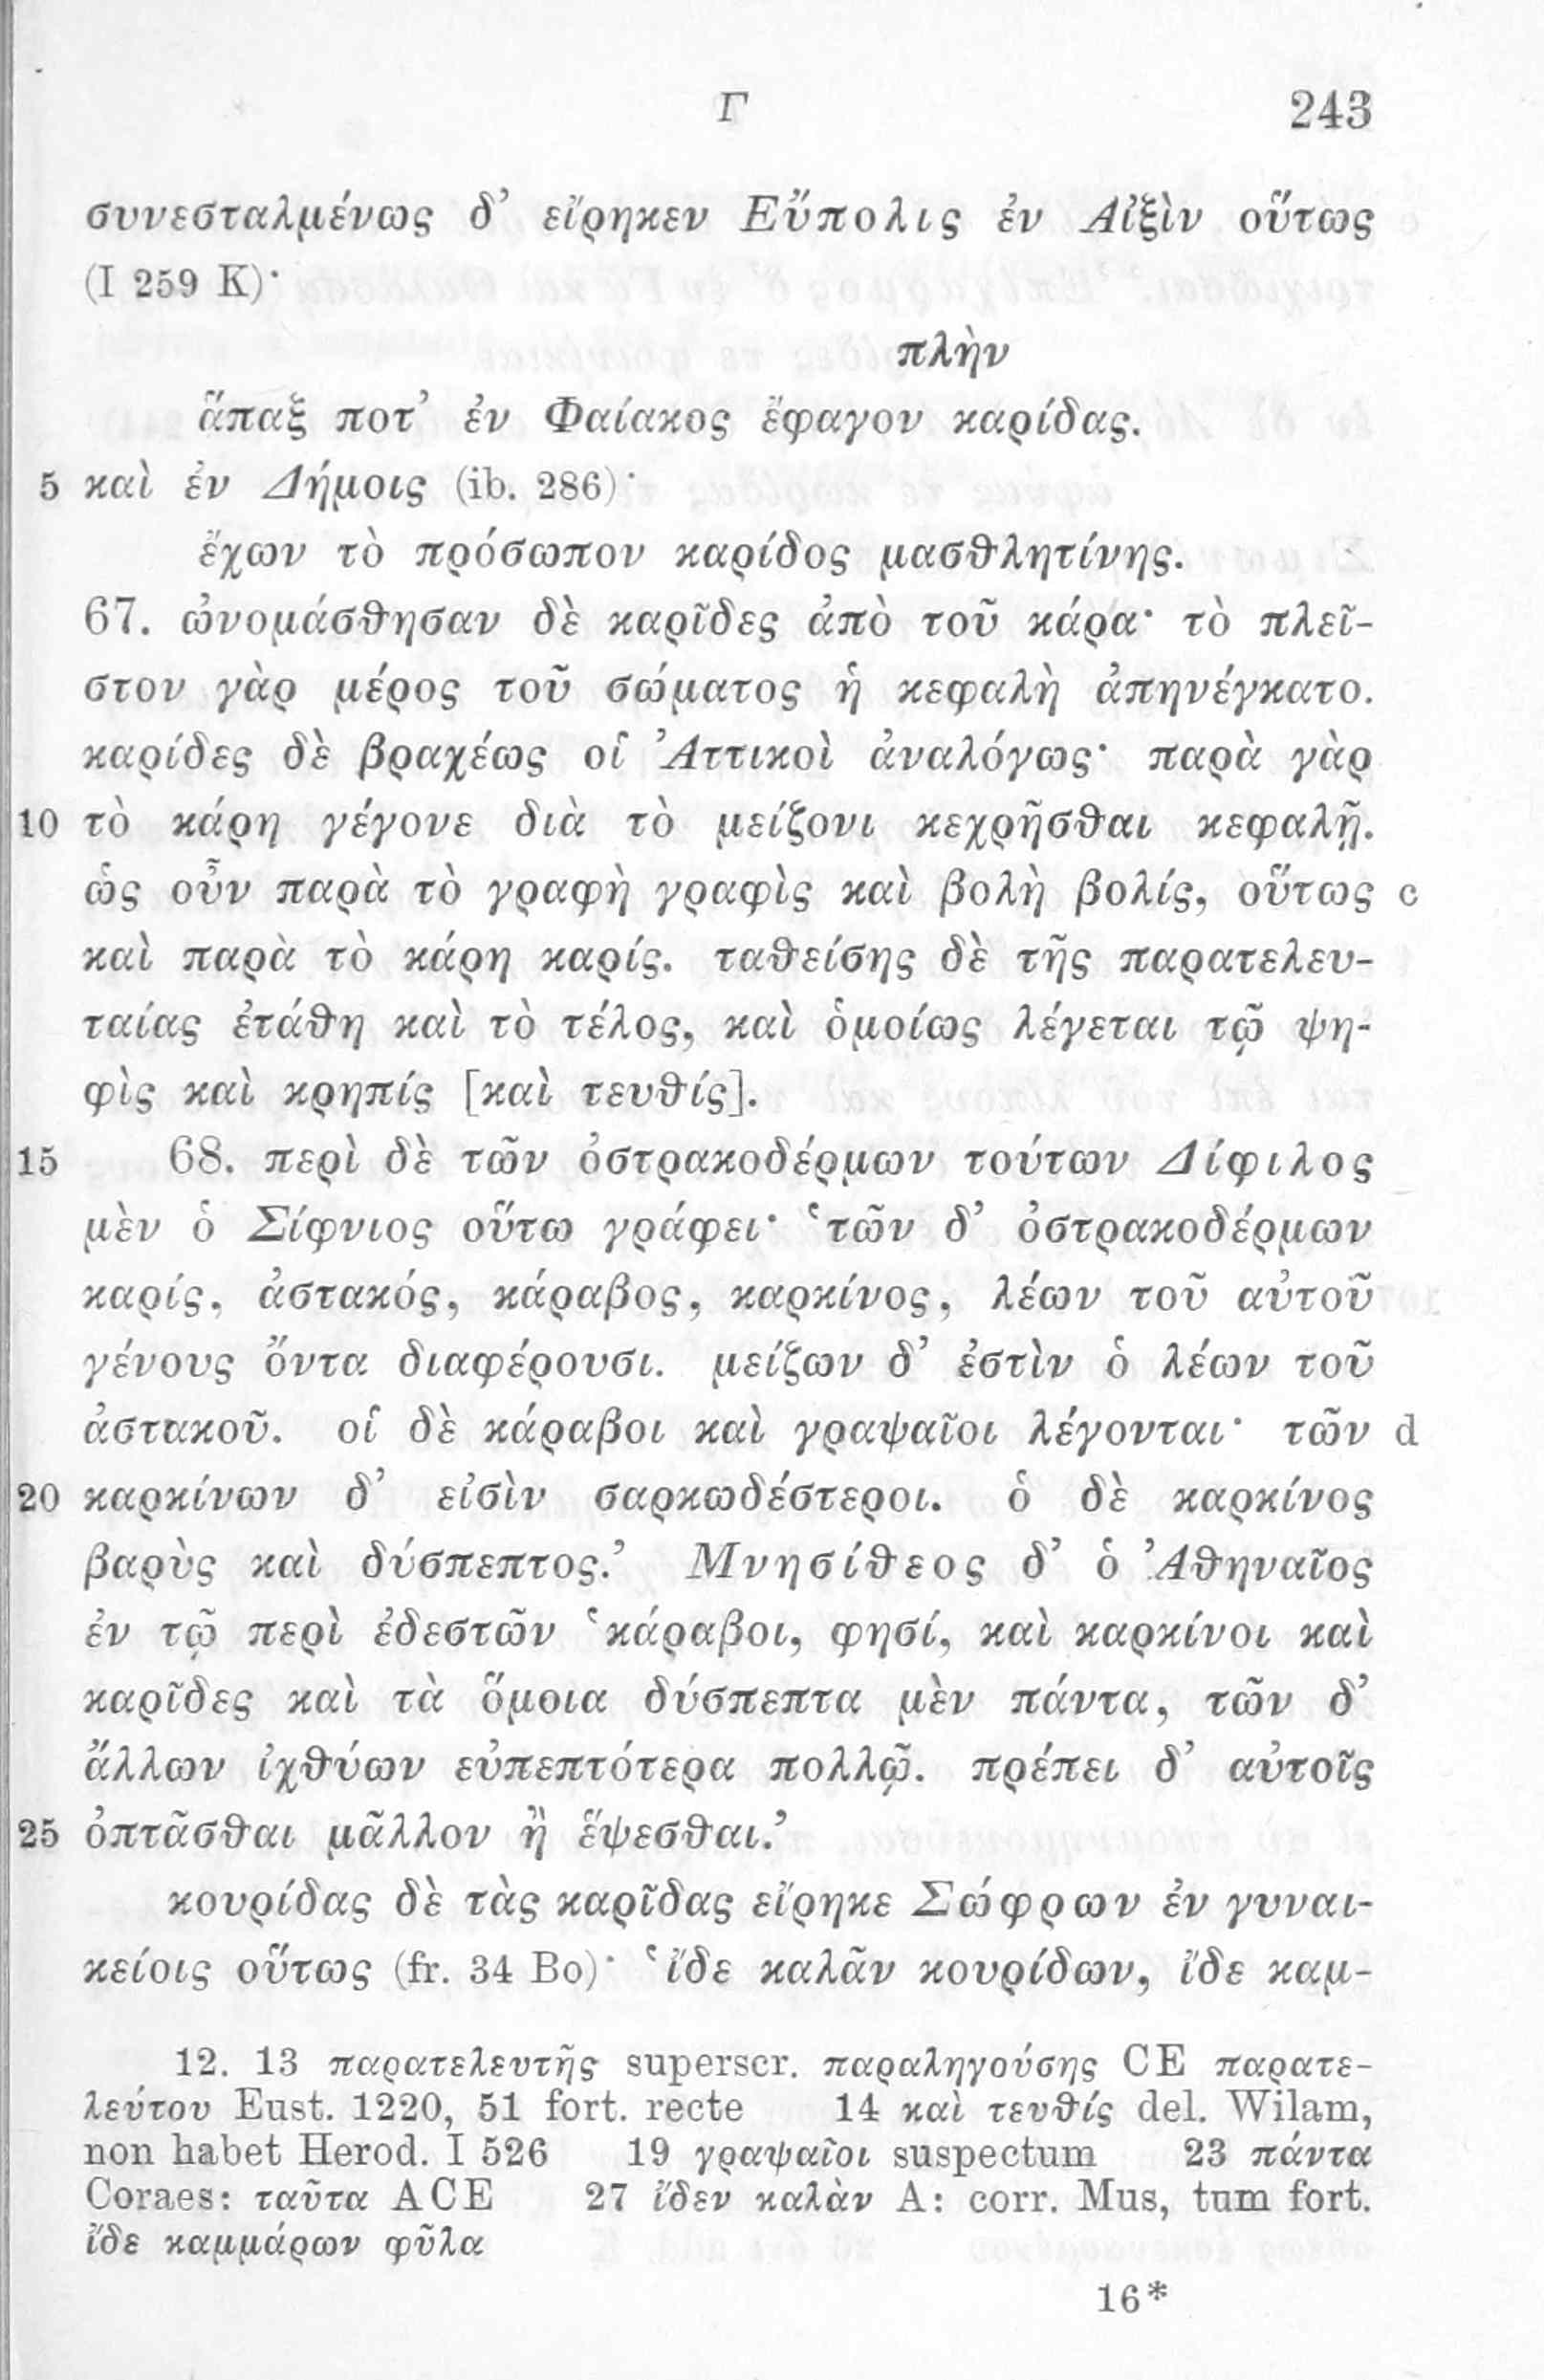 Γ 243
συνεσταλμένως δ’ εἴρηκεν Εὔπολις ἐν Αἰξὶν οὕτως
(I 259 K)·
πλὴν
ἅπαξ ποτ’ ἐν Φαίακος ἔφαγον καρίδας.
5 καὶ ἐν Δήμοις (ib. 286)·
ἔχων τὸ πρόσωπον καρίδος μασθλητίνης.
67. ὠνομάσθησαν δὲ καρῖδες ἀπὸ τοῦ κάρα· τὸ πλεῖ-
στον γὰρ μέρος τοῦ σώματος ἡ κεφαλὴ ἀπηνέγκατο.
καρίδες δὲ βραχέως οἱ Ἀττικοὶ ἀναλόγως· παρὰ γὰρ
10 τὸ κάρη γέγονε διὰ τὸ μείζονι κεχρῆσθαι κεφαλῇ.
ὡς οὖν παρὰ τὸ γραφὴ γραφὶς καὶ βολὴ βολίς, οὕτως c
καὶ παρὰ τὸ κάρη καρίς. ταθείσης δὲ τῆς παρατελευ-
ταίας ἐτάθη καὶ τὸ τέλος, καὶ ὁμοίως λέγεται τῷ ψη-
φὶς καὶ κρηπίς [καὶ τευθίς].
15 68. περὶ δὲ τῶν ὀστρακοδέρμων τούτων Δίφιλος
μὲν ὁ Σίφνιος οὕτω γράφει· ‘τῶν δ’ ὀστρακοδέρμων
καρίς, ἀστακός, κάραβος, καρκίνος, λέων τοῦ αὐτοῦ
γένους ὄντα διαφέρουσι. μείζων δ’ ἐστὶν ὁ λέων τοῦ
ἀστακοῦ. οἱ δὲ κάραβοι καὶ γραψαῖοι λέγονται· τῶν d
20 καρκίνων δ’ εἰσὶν σαρκωδέστεροι. ὁ δὲ καρκίνος
βαρὺς καὶ δύσπεπτος.’ Μνησίθεος δ’ ὁ Ἀθηναῖος
ἐν τῷ περὶ ἐδεστῶν ‘κάραβοι, φησί, καὶ καρκίνοι καὶ
καρῖδες καὶ τὰ ὅμοια δύσπεπτα μὲν πάντα, τῶν δ’
ἄλλων ἰχθύων εὐπεπτότερα πολλῷ. πρέπει δ’ αὐτοῖς
25 ὀπτᾶσθαι μᾶλλον ἢ ἕψεσθαι.’
κουρίδας δὲ τὰς καρῖδας εἴρηκε Σώφρων ἐν γυναι-
κείοις οὕτως (fr. 34 Bo)· ‘ἴδε καλᾶν κουρίδων, ἴδε καμ-
12. 13 παρατελευτῆς superscr. παραληγούσης CE παρατε-
λεύτου Eust. 1220, 51 fort. recte 14 καὶ τευθίς del. Wilam,
non habet Herod. I 526 19 γραψαῖοι suspectum 23 πάντα
Coraes: ταῦτα ACE 27 ἴδεν καλὰν A: corr. Mus, tum fort.
ἴδε καμμάρων φῦλα
16*